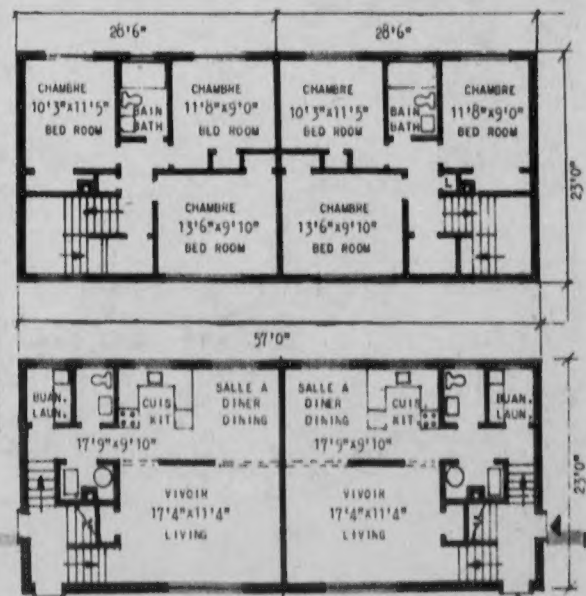 28'6"
28'6"
CHAMBRE
10'3"x11'5"
BED ROOM
BAIN
BATH
CHAMBRE
11'8"x9'0"
BED ROOM
CHAMBRE
10'3"x11'5"
BED ROOM
BAIN
BATH
CHAMBRE
11'8"x9'0"
BED ROOM
L
CHAMBRE
13'6"x9'10"
BED ROOM
CHAMBRE
13'6"x9'10"
BED ROOM
23'0"
57'0"
BUAN.
LAUN.
CUIS
KIT
SALLE A
DINER
DINING
17'9"x9'10"
SALLE A
DINER
DINING
CUIS
KIT
BUAN.
LAUN.
17'9"x9'10"
VIVOIR
17'4"x11'4"
LIVING
VIVOIR
17'4"x11'4"
LIVING
23'0"